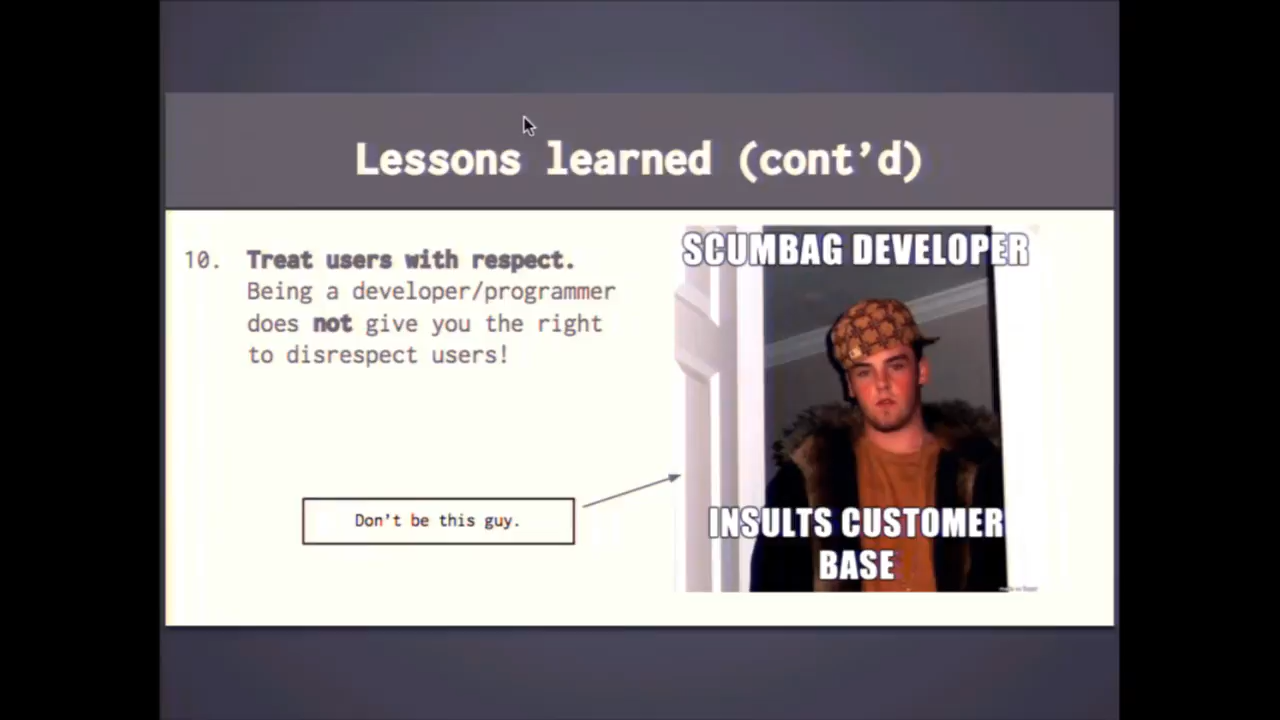 Lessons learned (cont'd)
10. Treat users with respect.
Being a developer/programmer
does not give you the right
to disrespect users!
Don't be this guy.
SCUMBAG DEVELOPER
INSULTS CUSTOMER
BASE